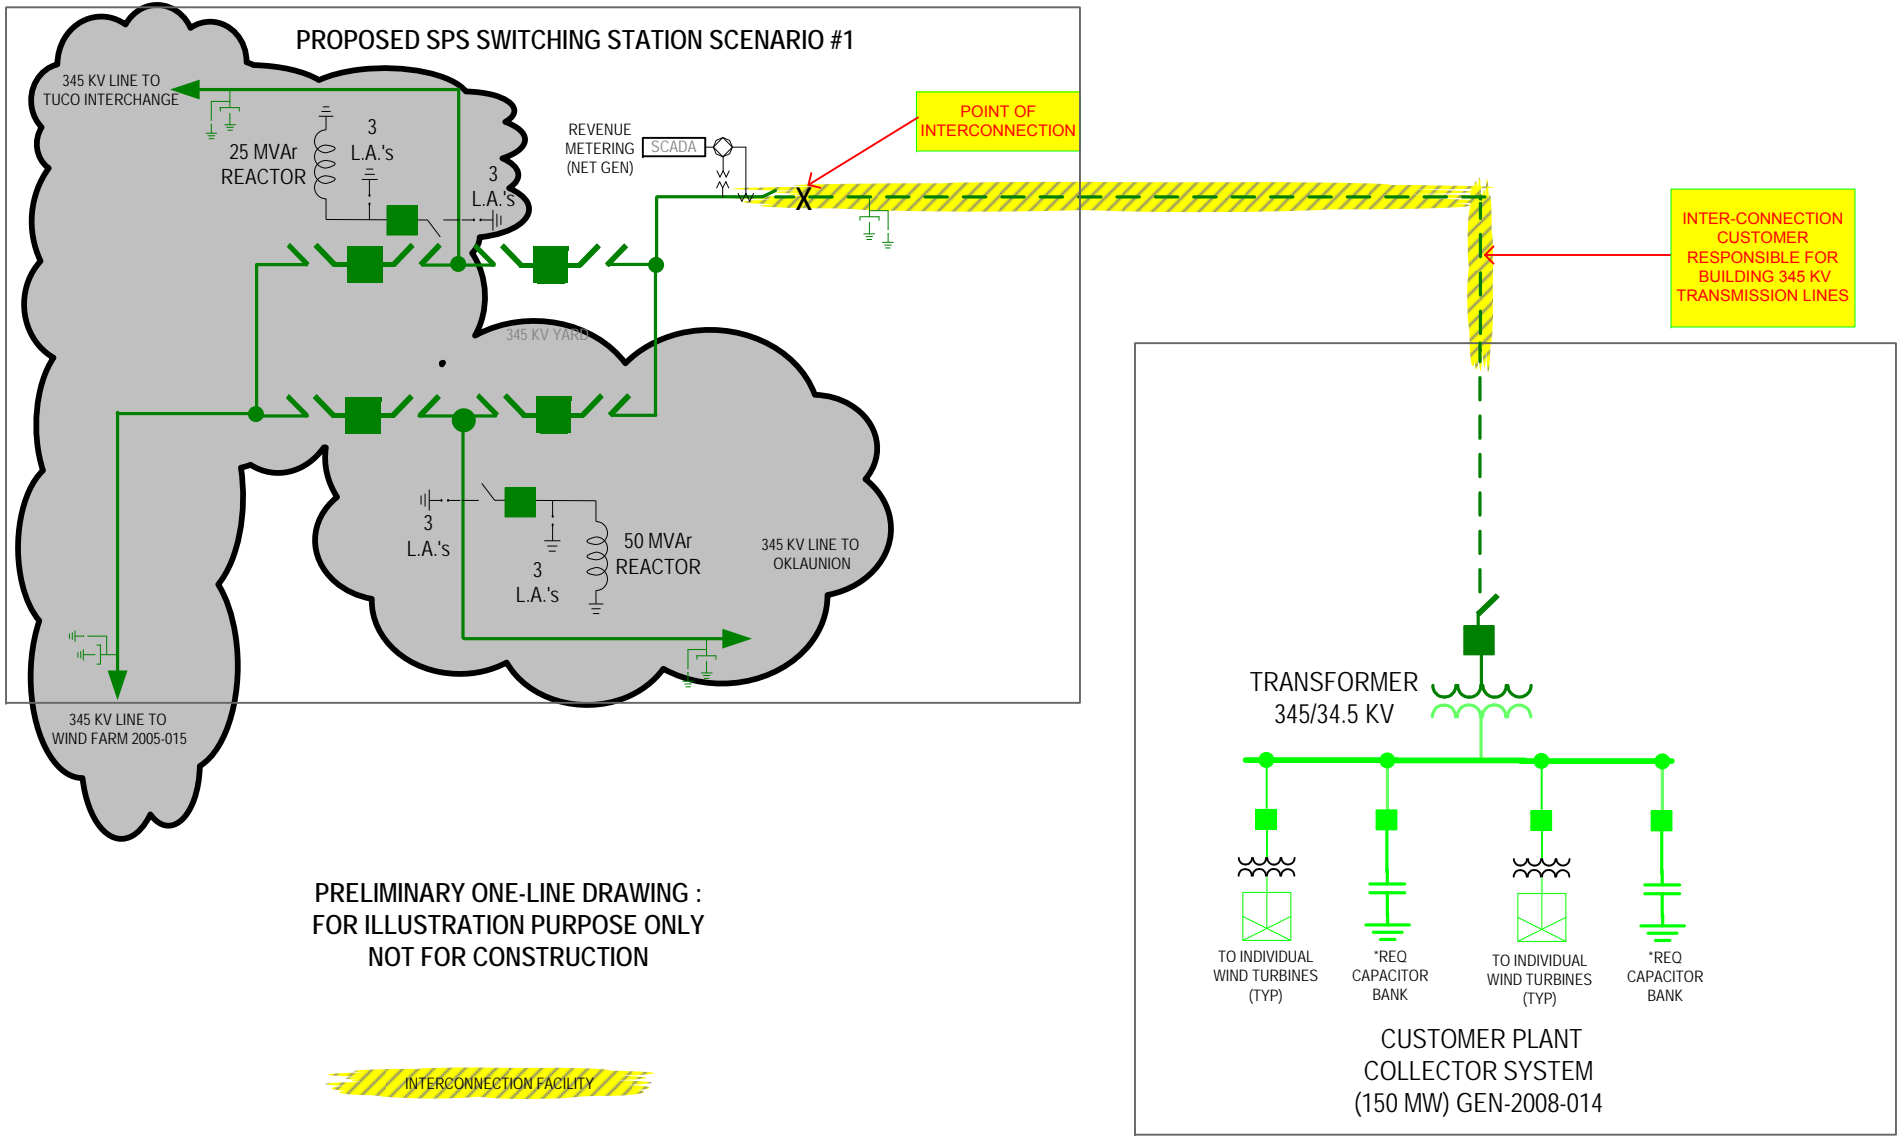 PROPOSED SPS SWITCHING STATION SCENARIO #1
345 KV LINE TO
TUCO INTERCHANGE
25 MVAr
REACTOR
3
L.A.'s
3
L.A.'s
REVENUE
METERING
(NET GEN)
SCADA
POINT OF
INTERCONNECTION
X
INTER-CONNECTION
CUSTOMER
RESPONSIBLE FOR
BUILDING 345 KV
TRANSMISSION LINES
345 KV YARD
3
L.A.'s
3
L.A.'s
50 MVAr
REACTOR
345 KV LINE TO
OKLAUNION
345 KV LINE TO
WIND FARM 2005-015
TRANSFORMER
345/34.5 KV
TO INDIVIDUAL
WIND TURBINES
(TYP)
*REQ
CAPACITOR
BANK
TO INDIVIDUAL
WIND TURBINES
(TYP)
*REQ
CAPACITOR
BANK
CUSTOMER PLANT
COLLECTOR SYSTEM
(150 MW) GEN-2008-014
PRELIMINARY ONE-LINE DRAWING :
FOR ILLUSTRATION PURPOSE ONLY
NOT FOR CONSTRUCTION
INTERCONNECTION FACILITY